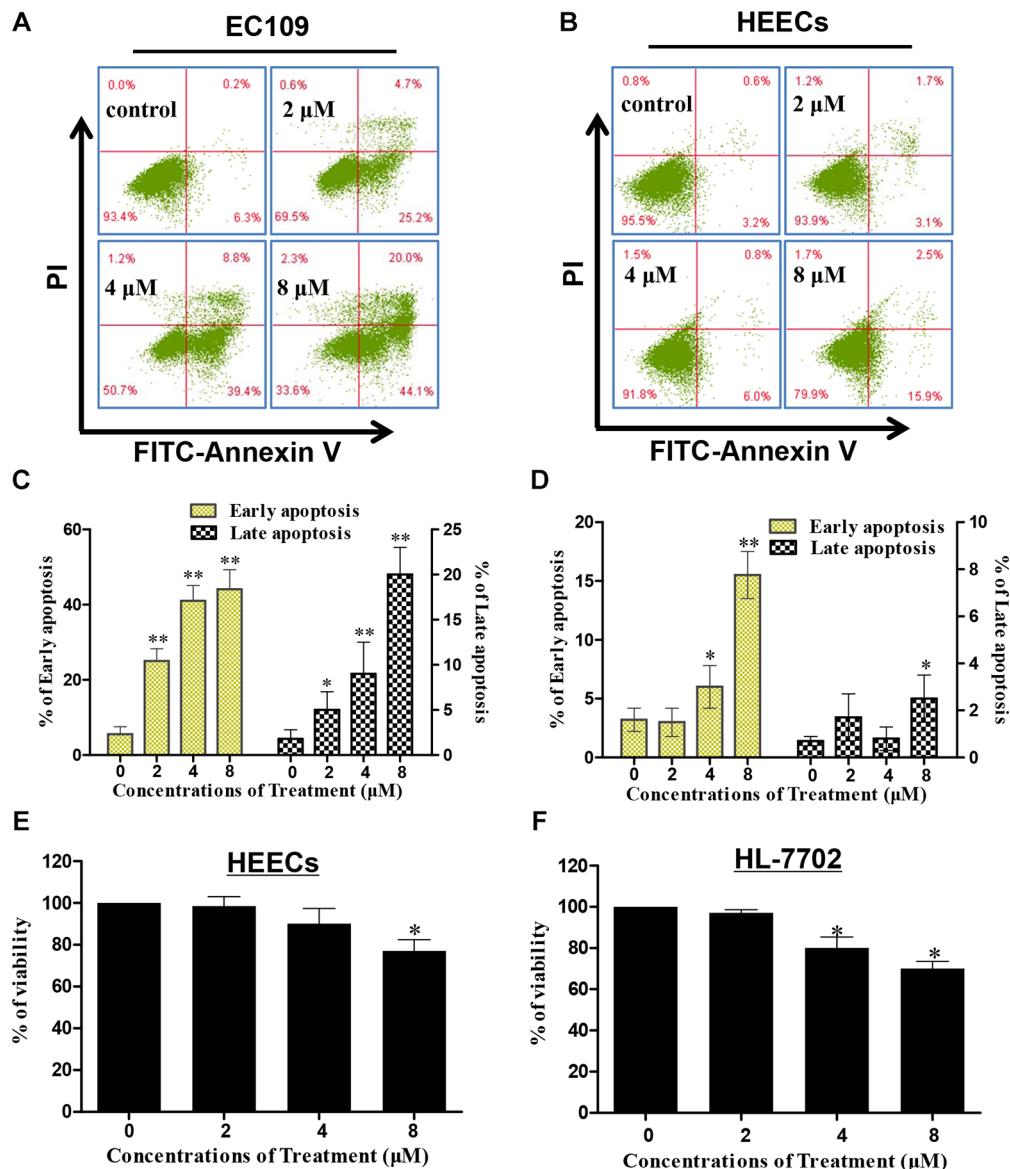 A
EC109
B
HEECs
0.0% 0.2%
control
93.4% 6.3%
0.6% 4.7%
2 µM
69.5% 25.2%
1.2% 8.8%
4 µM
50.7% 39.4%
2.3% 20.0%
8 µM
33.6% 44.1%
PI
FITC-Annexin V
0.8% 0.6%
control
95.5% 3.2%
1.2% 1.7%
2 µM
93.9% 3.1%
1.5% 0.8%
4 µM
91.8% 6.0%
1.7% 2.5%
8 µM
79.9% 15.9%
PI
FITC-Annexin V
C
Early apoptosis
Late apoptosis
% of Early apoptosis
60
40
20
0
** ** ** * ** **
25
20
15
10
5
0
% of Late apoptosis
0 2 4 8 0 2 4 8
Concentrations of Treatment (µM)
D
Early apoptosis
Late apoptosis
% of Early apoptosis
20
15
10
5
0
* ** *
10
8
6
4
2
0
% of Late apoptosis
0 2 4 8 0 2 4 8
Concentrations of Treatment (µM)
E
HEECs
% of viability
120
100
80
60
40
20
0
*
0 2 4 8
Concentrations of Treatment (µM)
F
HL-7702
% of viability
120
100
80
60
40
20
0
* *
0 2 4 8
Concentrations of Treatment (µM)